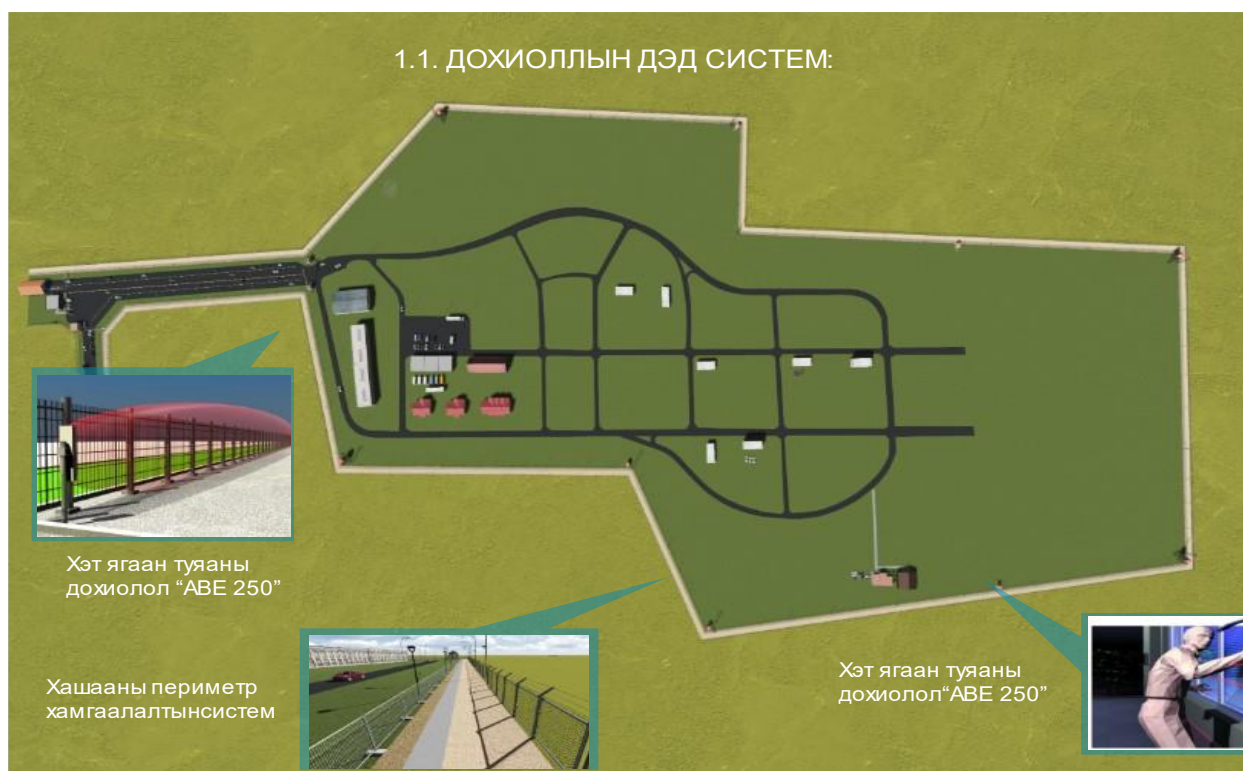 1.1. ДОХИОЛЛЫН ДЭД СИСТЕМ:
Хэт ягаан туяаны
дохиолол “ABE 250”
Хашааны периметр
хамгаалалтынсистем
Хэт ягаан туяаны
дохиолол“ABE 250”